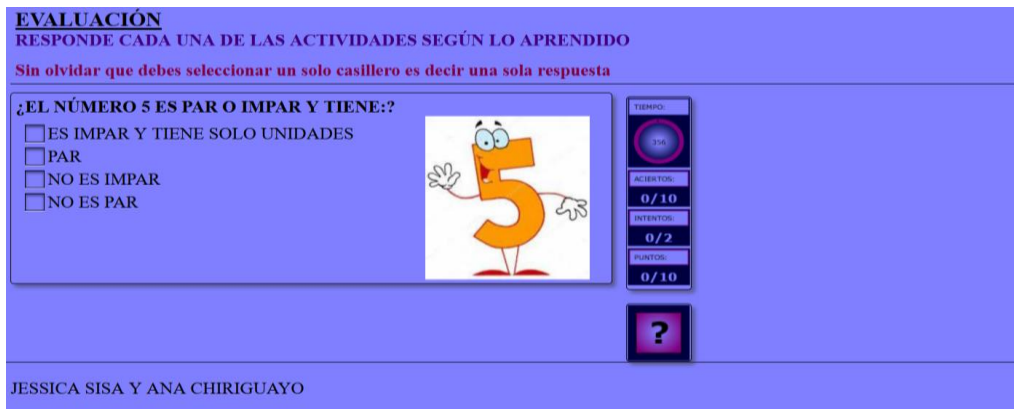 EVALUACIÓN
RESPONDE CADA UNA DE LAS ACTIVIDADES SEGÚN LO APRENDIDO
Sin olvidar que debes seleccionar un solo casillero es decir una sola respuesta
¿EL NÚMERO 5 ES PAR O IMPAR Y TIENE:?
ES IMPAR Y TIENE SOLO UNIDADES
PAR
NO ES IMPAR
NO ES PAR
5
TIEMPO:
356
ACIERTOS:
0/10
INTENTOS:
0/2
PUNTOS:
0/10
?
JESSICA SISA Y ANA CHIRIGUAYO